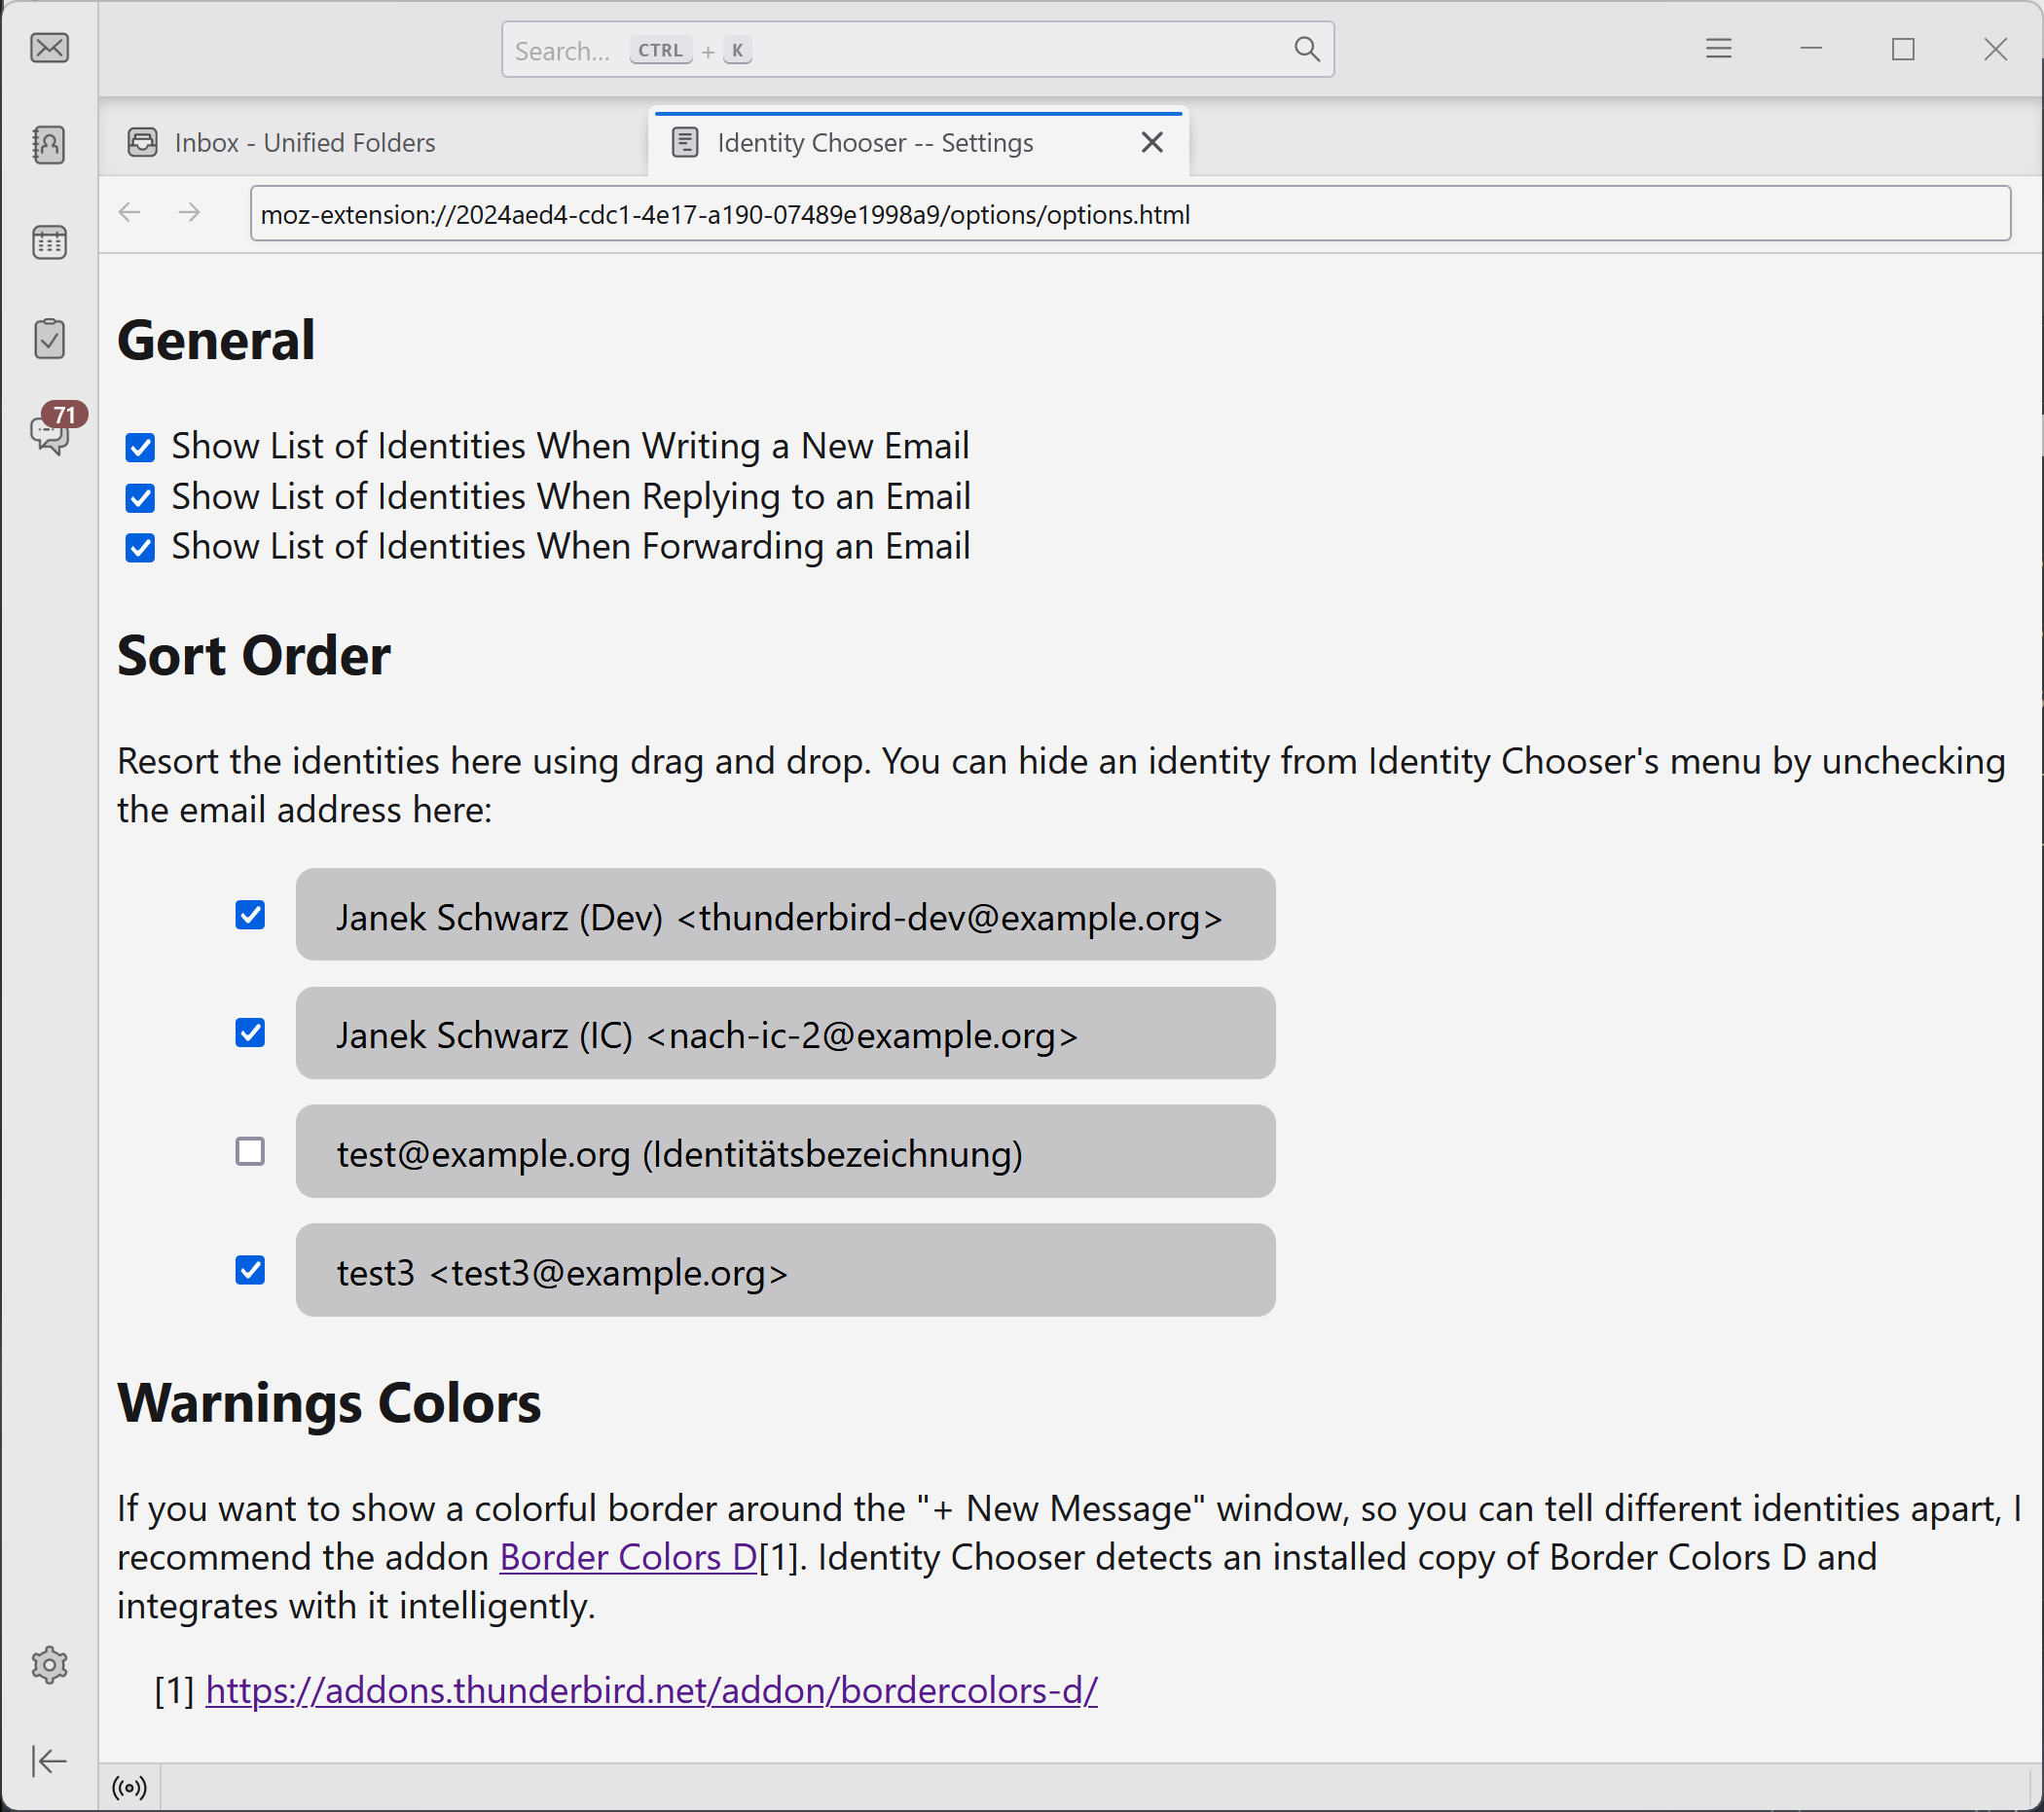 Search... CTRL + K
Inbox - Unified Folders
Identity Chooser -- Settings
moz-extension://2024aed4-cdc1-4e17-a190-07489e1998a9/options/options.html
General
71
Show List of Identities When Writing a New Email
Show List of Identities When Replying to an Email
Show List of Identities When Forwarding an Email
Sort Order
Resort the identities here using drag and drop. You can hide an identity from Identity Chooser's menu by unchecking
the email address here:
Janek Schwarz (Dev) <thunderbird-dev@example.org>
Janek Schwarz (IC) <nach-ic-2@example.org>
test@example.org (Identitätsbezeichnung)
test3 <test3@example.org>
Warnings Colors
If you want to show a colorful border around the "+ New Message" window, so you can tell different identities apart, I
recommend the addon Border Colors D[1]. Identity Chooser detects an installed copy of Border Colors D and
integrates with it intelligently.
[1] https://addons.thunderbird.net/addon/bordercolors-d/